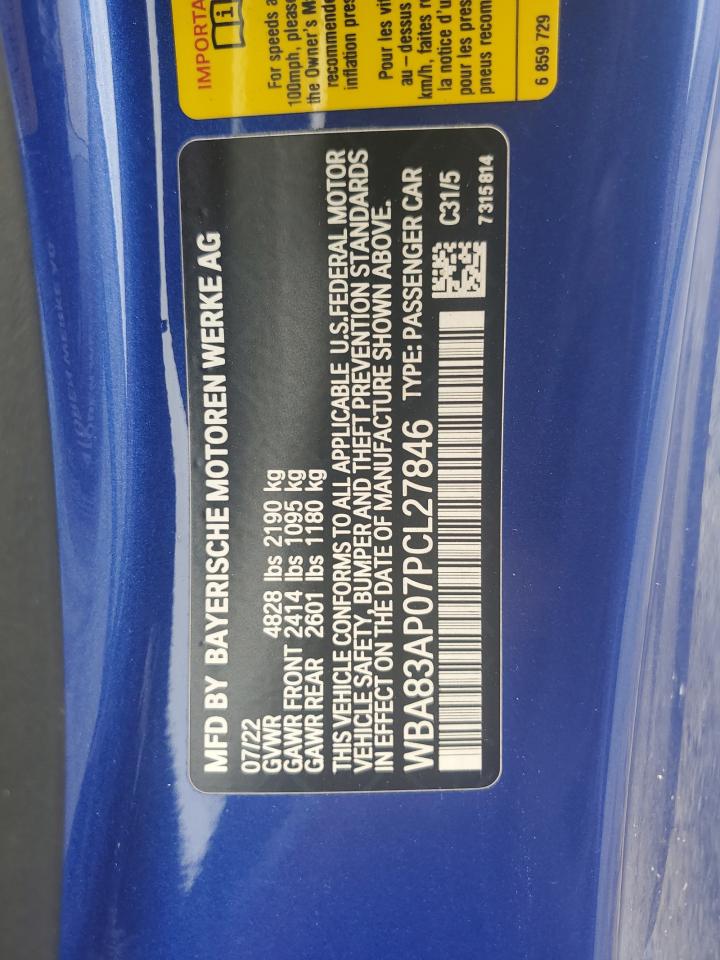 IMPORTA
For speeds a
100mph, please
the Owner's M
recommende
inflation pres
Pour les vit
au-dessus
km/h, faites r
la notice d'u
pour les pres
pneus recom
6 859 729
MFD BY BAYERISCHE MOTOREN WERKE AG
07/22
GVWR 4828 lbs 2190 kg
GAWR FRONT 2414 lbs 1095 kg
GAWR REAR 2601 lbs 1180 kg
THIS VEHICLE CONFORMS TO ALL APPLICABLE U.S.FEDERAL MOTOR
VEHICLE SAFETY, BUMPER AND THEFT PREVENTION STANDARDS
IN EFFECT ON THE DATE OF MANUFACTURE SHOWN ABOVE.
WBA83AP07PCL27846 TYPE: PASSENGER CAR
C31/5
7 315 814